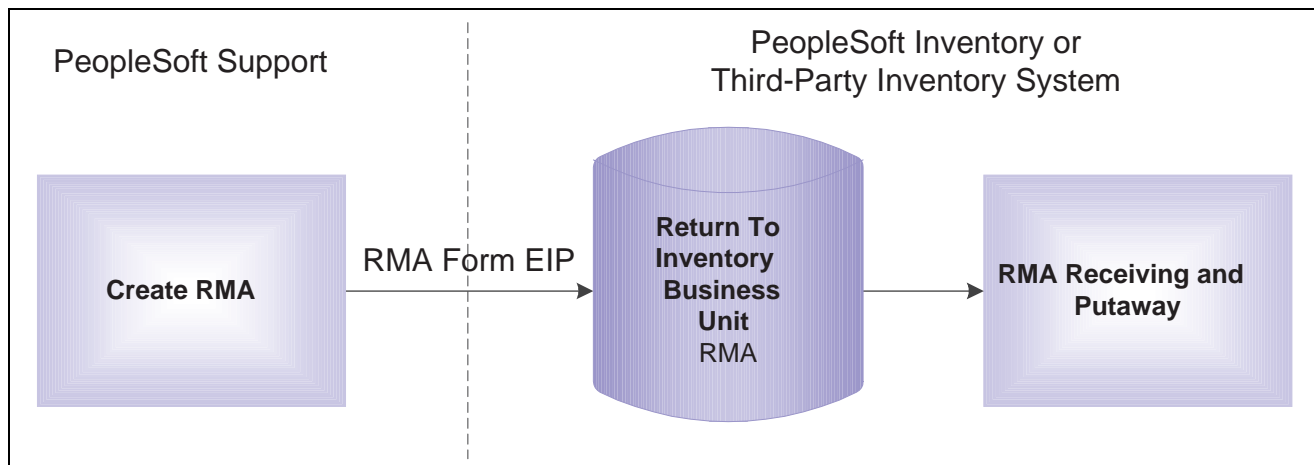 PeopleSoft Support
PeopleSoft Inventory or
Third-Party Inventory System
Create RMA
RMA Form EIP
Return To
Inventory
Business
Unit
RMA
RMA Receiving and
Putaway